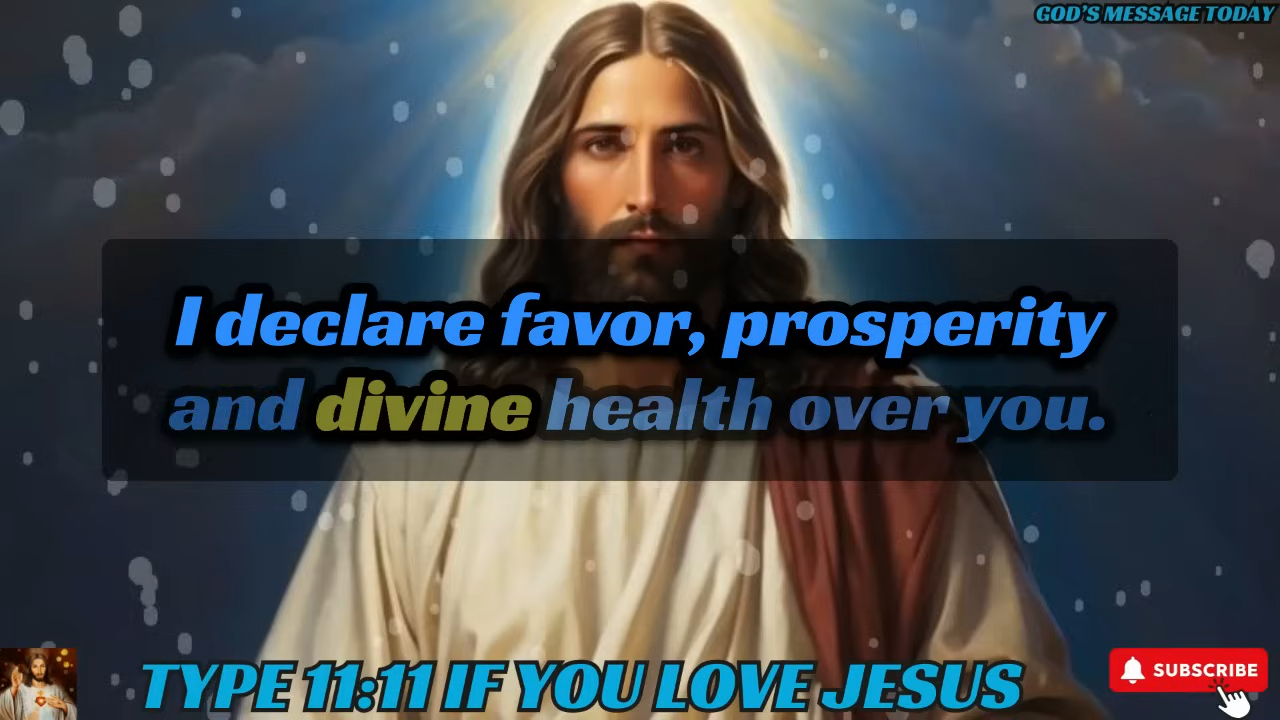 GOD'S MESSAGE TODAY
I declare favor, prosperity
and divine health over you.
TYPE 11:11 IF YOU LOVE JESUS
SUBSCRIBE